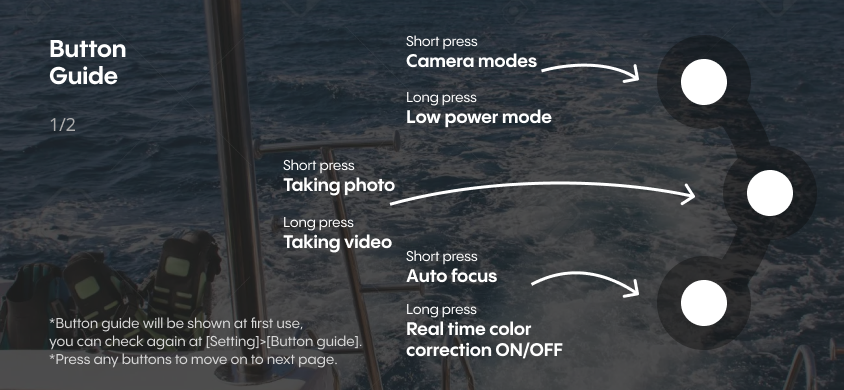 Button
Guide
1/2
Short press
Camera modes
Long press
Low power mode
Short press
Taking photo
Long press
Taking video
Short press
Auto focus
Long press
Real time color
correction ON/OFF
*Button guide will be shown at first use,
you can check again at [Setting]>[Button guide].
*Press any buttons to move on to next page.